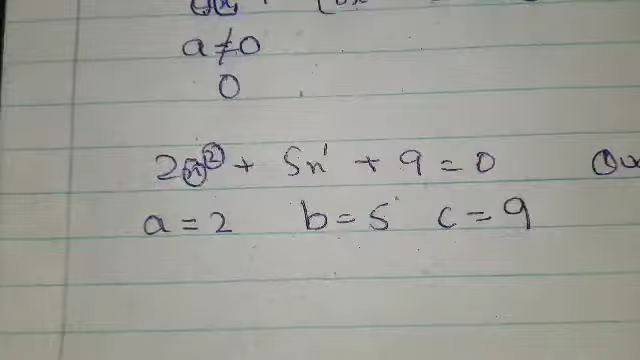 a≠0
0
2x² + 5x¹ + 9 = 0
a = 2 b = 5 c = 9